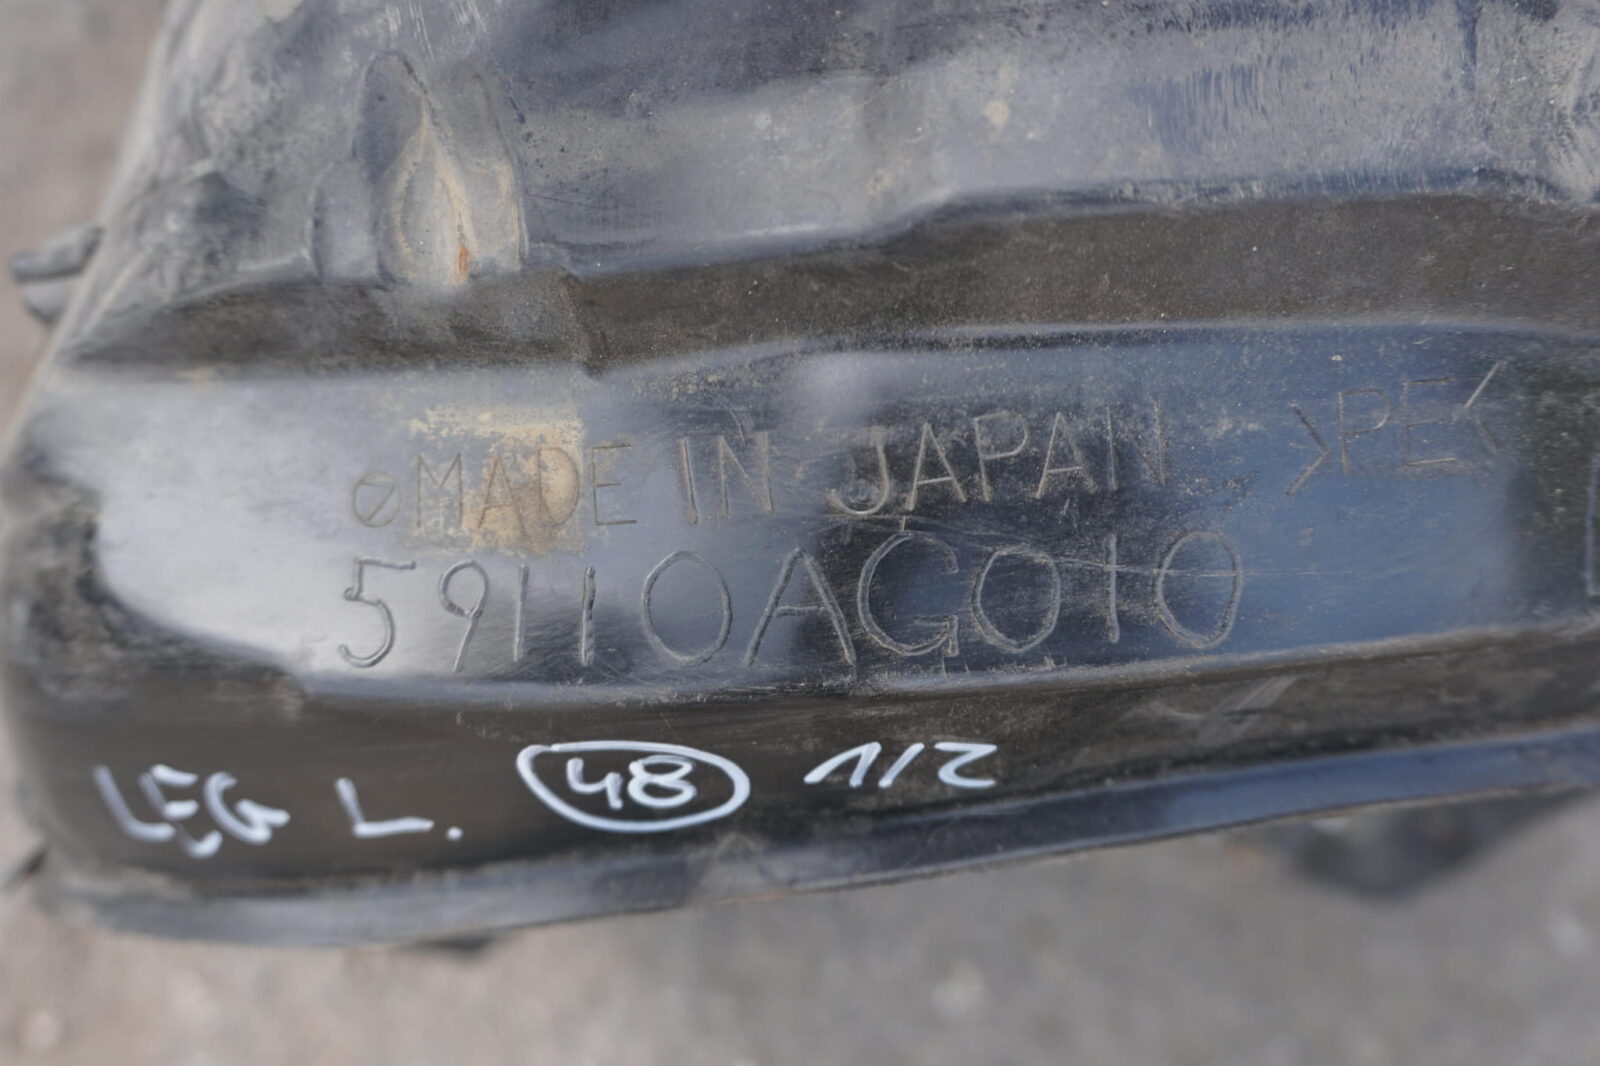 ⊘MADE IN JAPAN >PE<
59110AG010
LEG L. 48 1/2